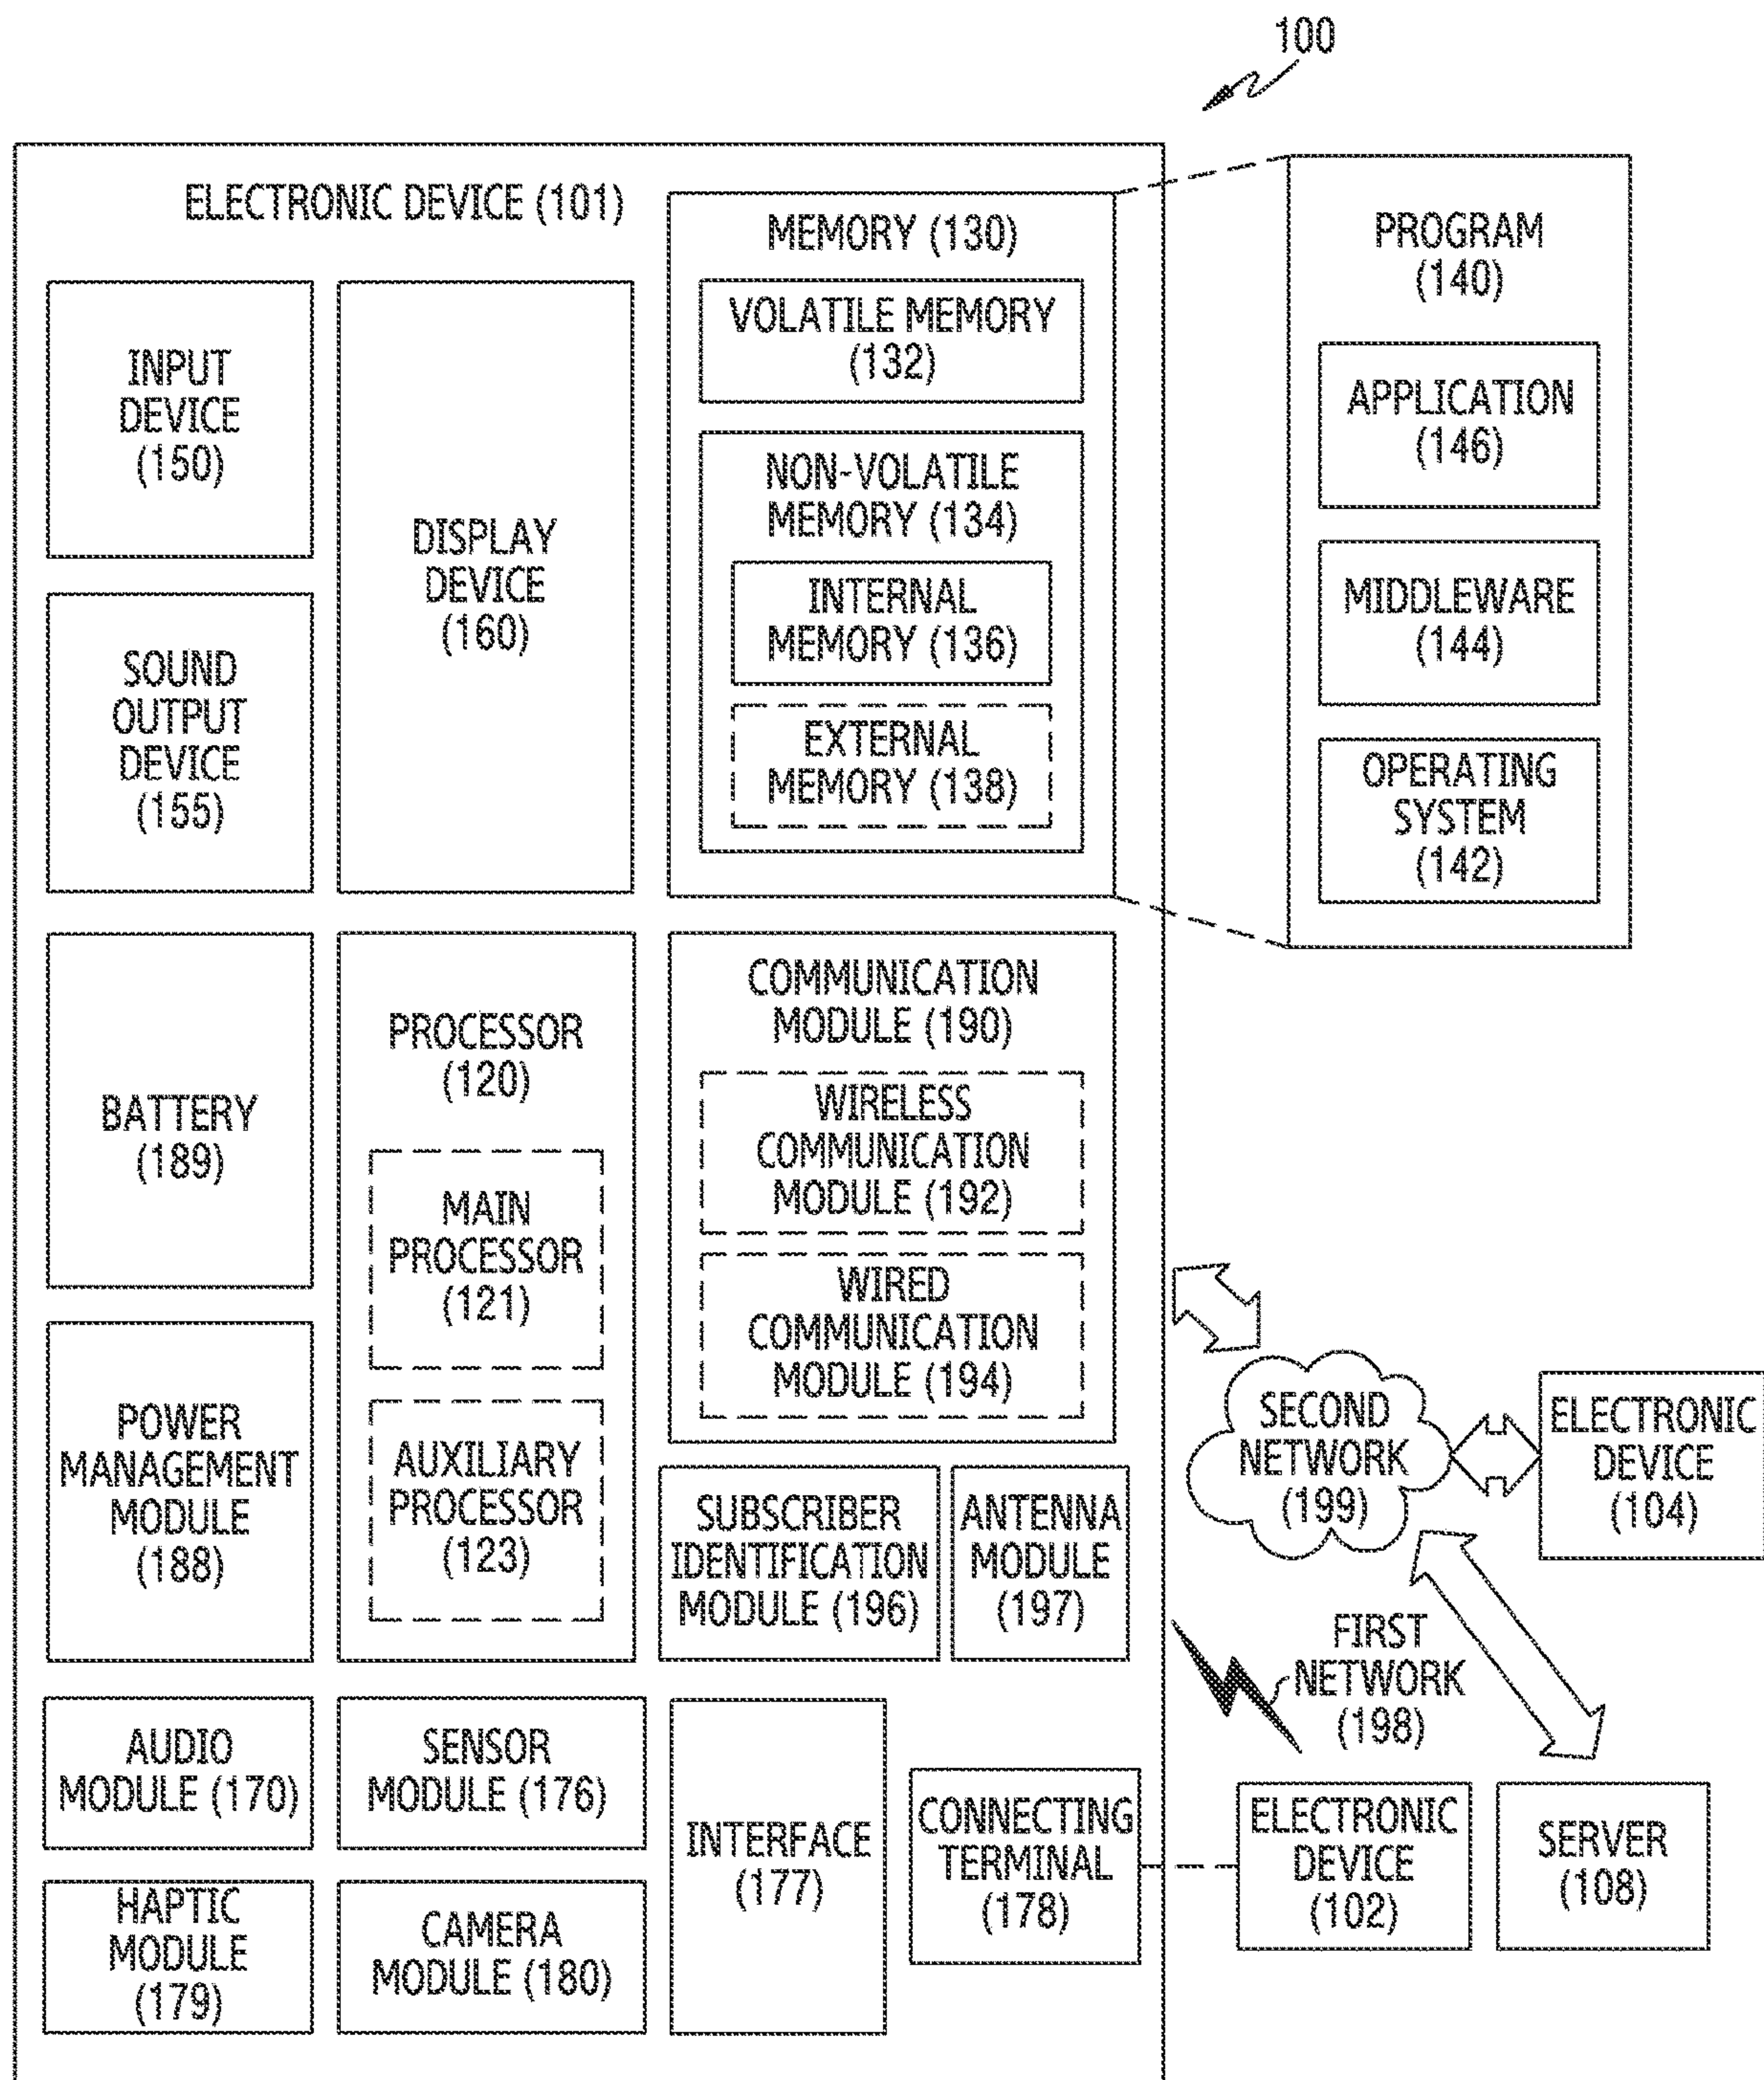 100
ELECTRONIC DEVICE (101)
INPUT
DEVICE
(150)
SOUND
OUTPUT
DEVICE
(155)
DISPLAY
DEVICE
(160)
MEMORY (130)
VOLATILE MEMORY
(132)
NON-VOLATILE
MEMORY (134)
INTERNAL
MEMORY (136)
EXTERNAL
MEMORY (138)
PROGRAM
(140)
APPLICATION
(146)
MIDDLEWARE
(144)
OPERATING
SYSTEM
(142)
BATTERY
(189)
POWER
MANAGEMENT
MODULE
(188)
PROCESSOR
(120)
MAIN
PROCESSOR
(121)
AUXILIARY
PROCESSOR
(123)
COMMUNICATION
MODULE (190)
WIRELESS
COMMUNICATION
MODULE (192)
WIRED
COMMUNICATION
MODULE (194)
SUBSCRIBER
IDENTIFICATION
MODULE (196)
ANTENNA
MODULE
(197)
SECOND
NETWORK
(199)
ELECTRONIC
DEVICE
(104)
FIRST
NETWORK
(198)
AUDIO
MODULE (170)
SENSOR
MODULE (176)
HAPTIC
MODULE
(179)
CAMERA
MODULE (180)
INTERFACE
(177)
CONNECTING
TERMINAL
(178)
ELECTRONIC
DEVICE
(102)
SERVER
(108)